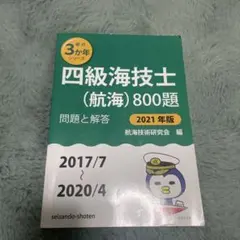 最近
3か年
シリーズ
四級海技士
(航海)800題
問題と解答
2021年版
航海技術研究会 編
2017/7
~
2020/4
seizando-shoten